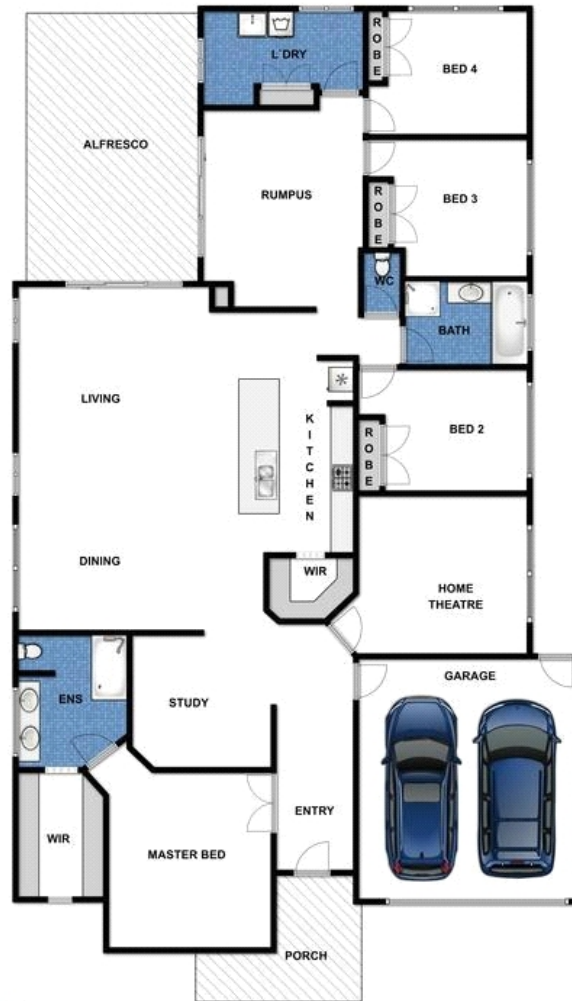 L'DRY
ROBE
BED 4
ALFRESCO
RUMPUS
ROBE
BED 3
WC
BATH
LIVING
KITCHEN
ROBE
BED 2
DINING
WIR
HOME
THEATRE
GARAGE
ENS
STUDY
ENTRY
WIR
MASTER BED
PORCH